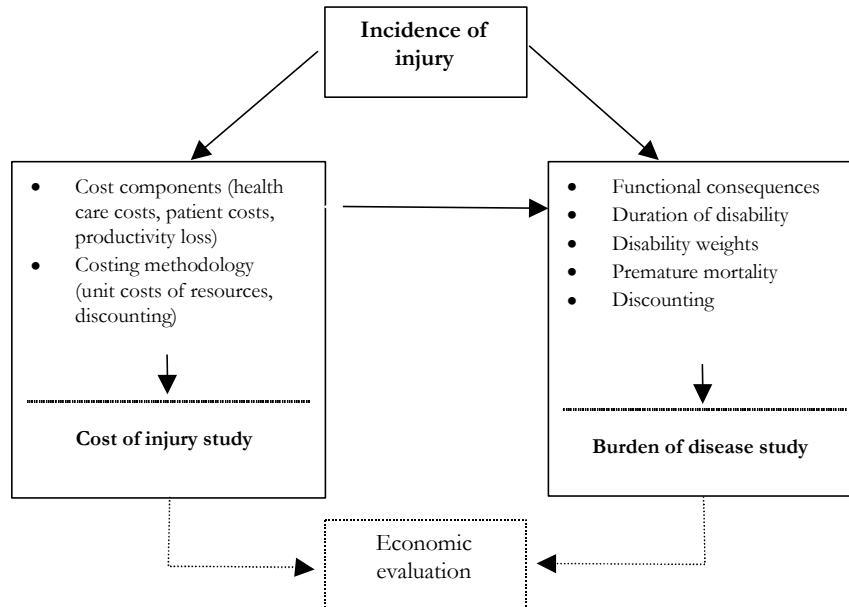 Incidence of
injury
• Cost components (health
care costs, patient costs,
productivity loss)
• Costing methodology
(unit costs of resources,
discounting)
Cost of injury study
• Functional consequences
• Duration of disability
• Disability weights
• Premature mortality
• Discounting
Burden of disease study
Economic
evaluation